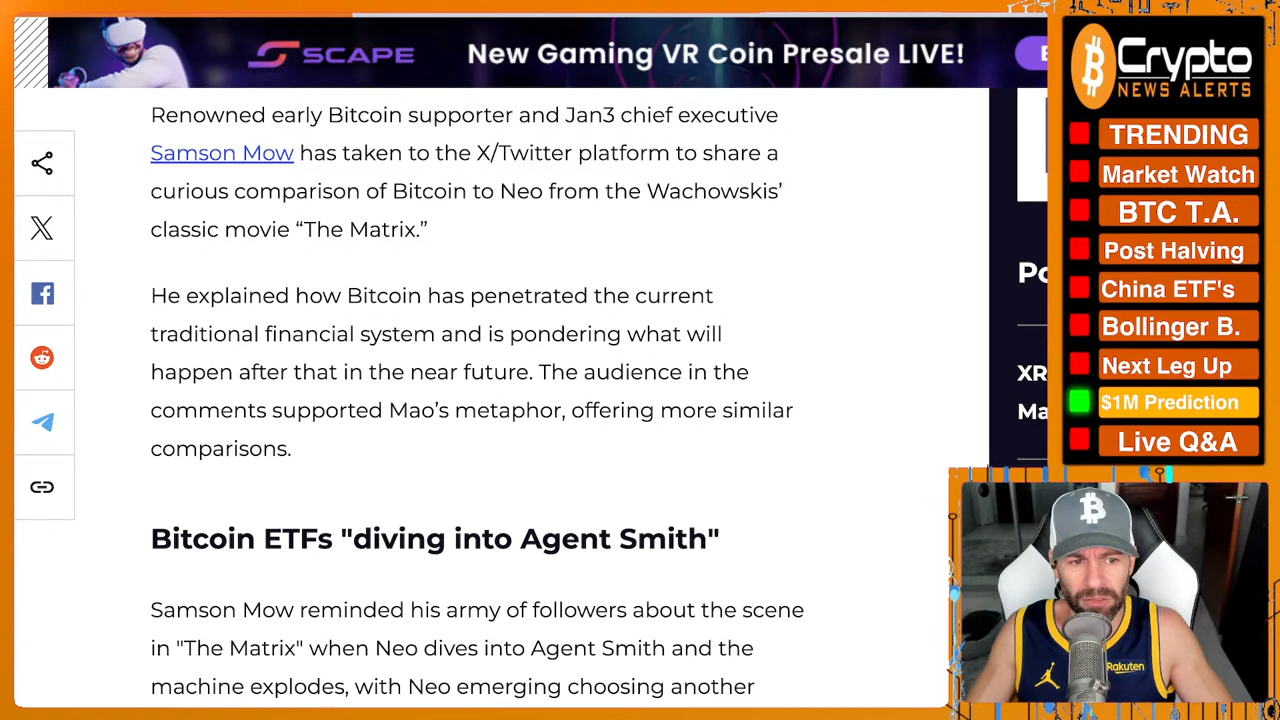 SCAPE
New Gaming VR Coin Presale LIVE!
Renowned early Bitcoin supporter and Jan3 chief executive
Samson Mow has taken to the X/Twitter platform to share a
curious comparison of Bitcoin to Neo from the Wachowskis’
classic movie “The Matrix.”
He explained how Bitcoin has penetrated the current
traditional financial system and is pondering what will
happen after that in the near future. The audience in the
comments supported Mao’s metaphor, offering more similar
comparisons.
Bitcoin ETFs "diving into Agent Smith"
Samson Mow reminded his army of followers about the scene
in "The Matrix" when Neo dives into Agent Smith and the
machine explodes, with Neo emerging choosing another
Crypto
NEWS ALERTS
TRENDING
Market Watch
BTC T.A.
Post Halving
China ETF's
Bollinger B.
Next Leg Up
$1M Prediction
Live Q&A
Rakuten